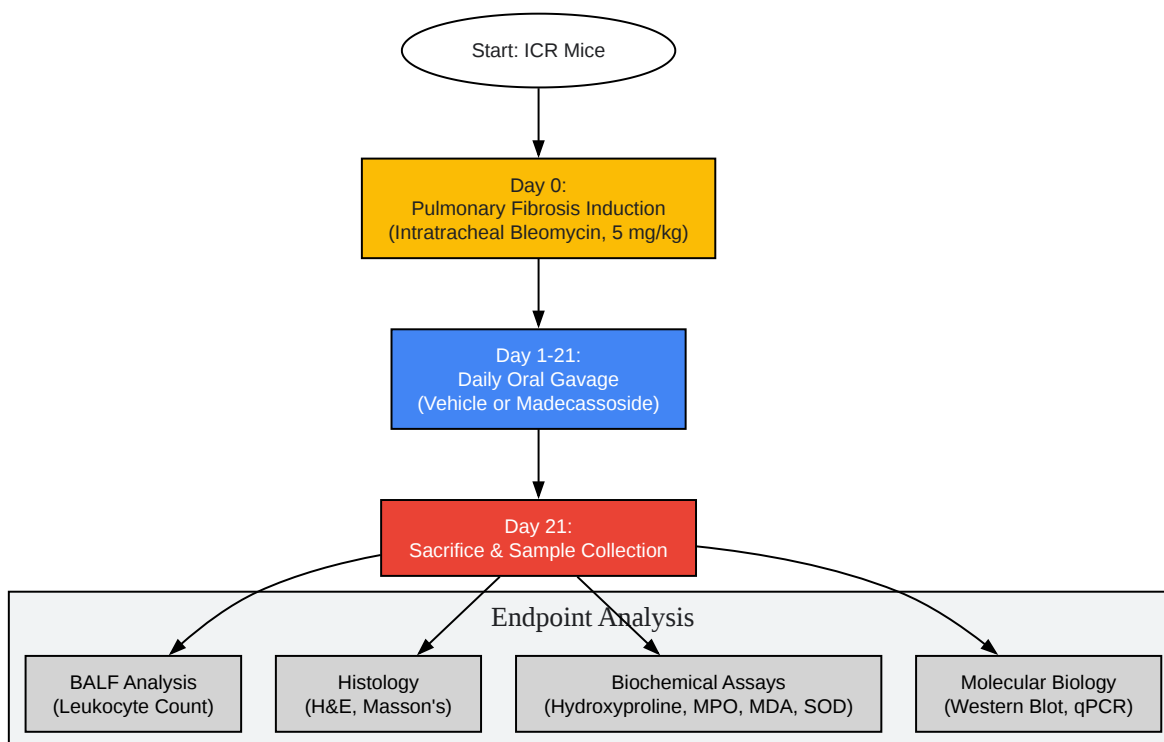 Start: ICR Mice
Day 0:
Pulmonary Fibrosis Induction
(Intratracheal Bleomycin, 5 mg/kg)
Day 1-21:
Daily Oral Gavage
(Vehicle or Madecassoside)
Day 21:
Sacrifice & Sample Collection
Endpoint Analysis
BALF Analysis
(Leukocyte Count)
Histology
(H&E, Masson's)
Biochemical Assays
(Hydroxyproline, MPO, MDA, SOD)
Molecular Biology
(Western Blot, qPCR)